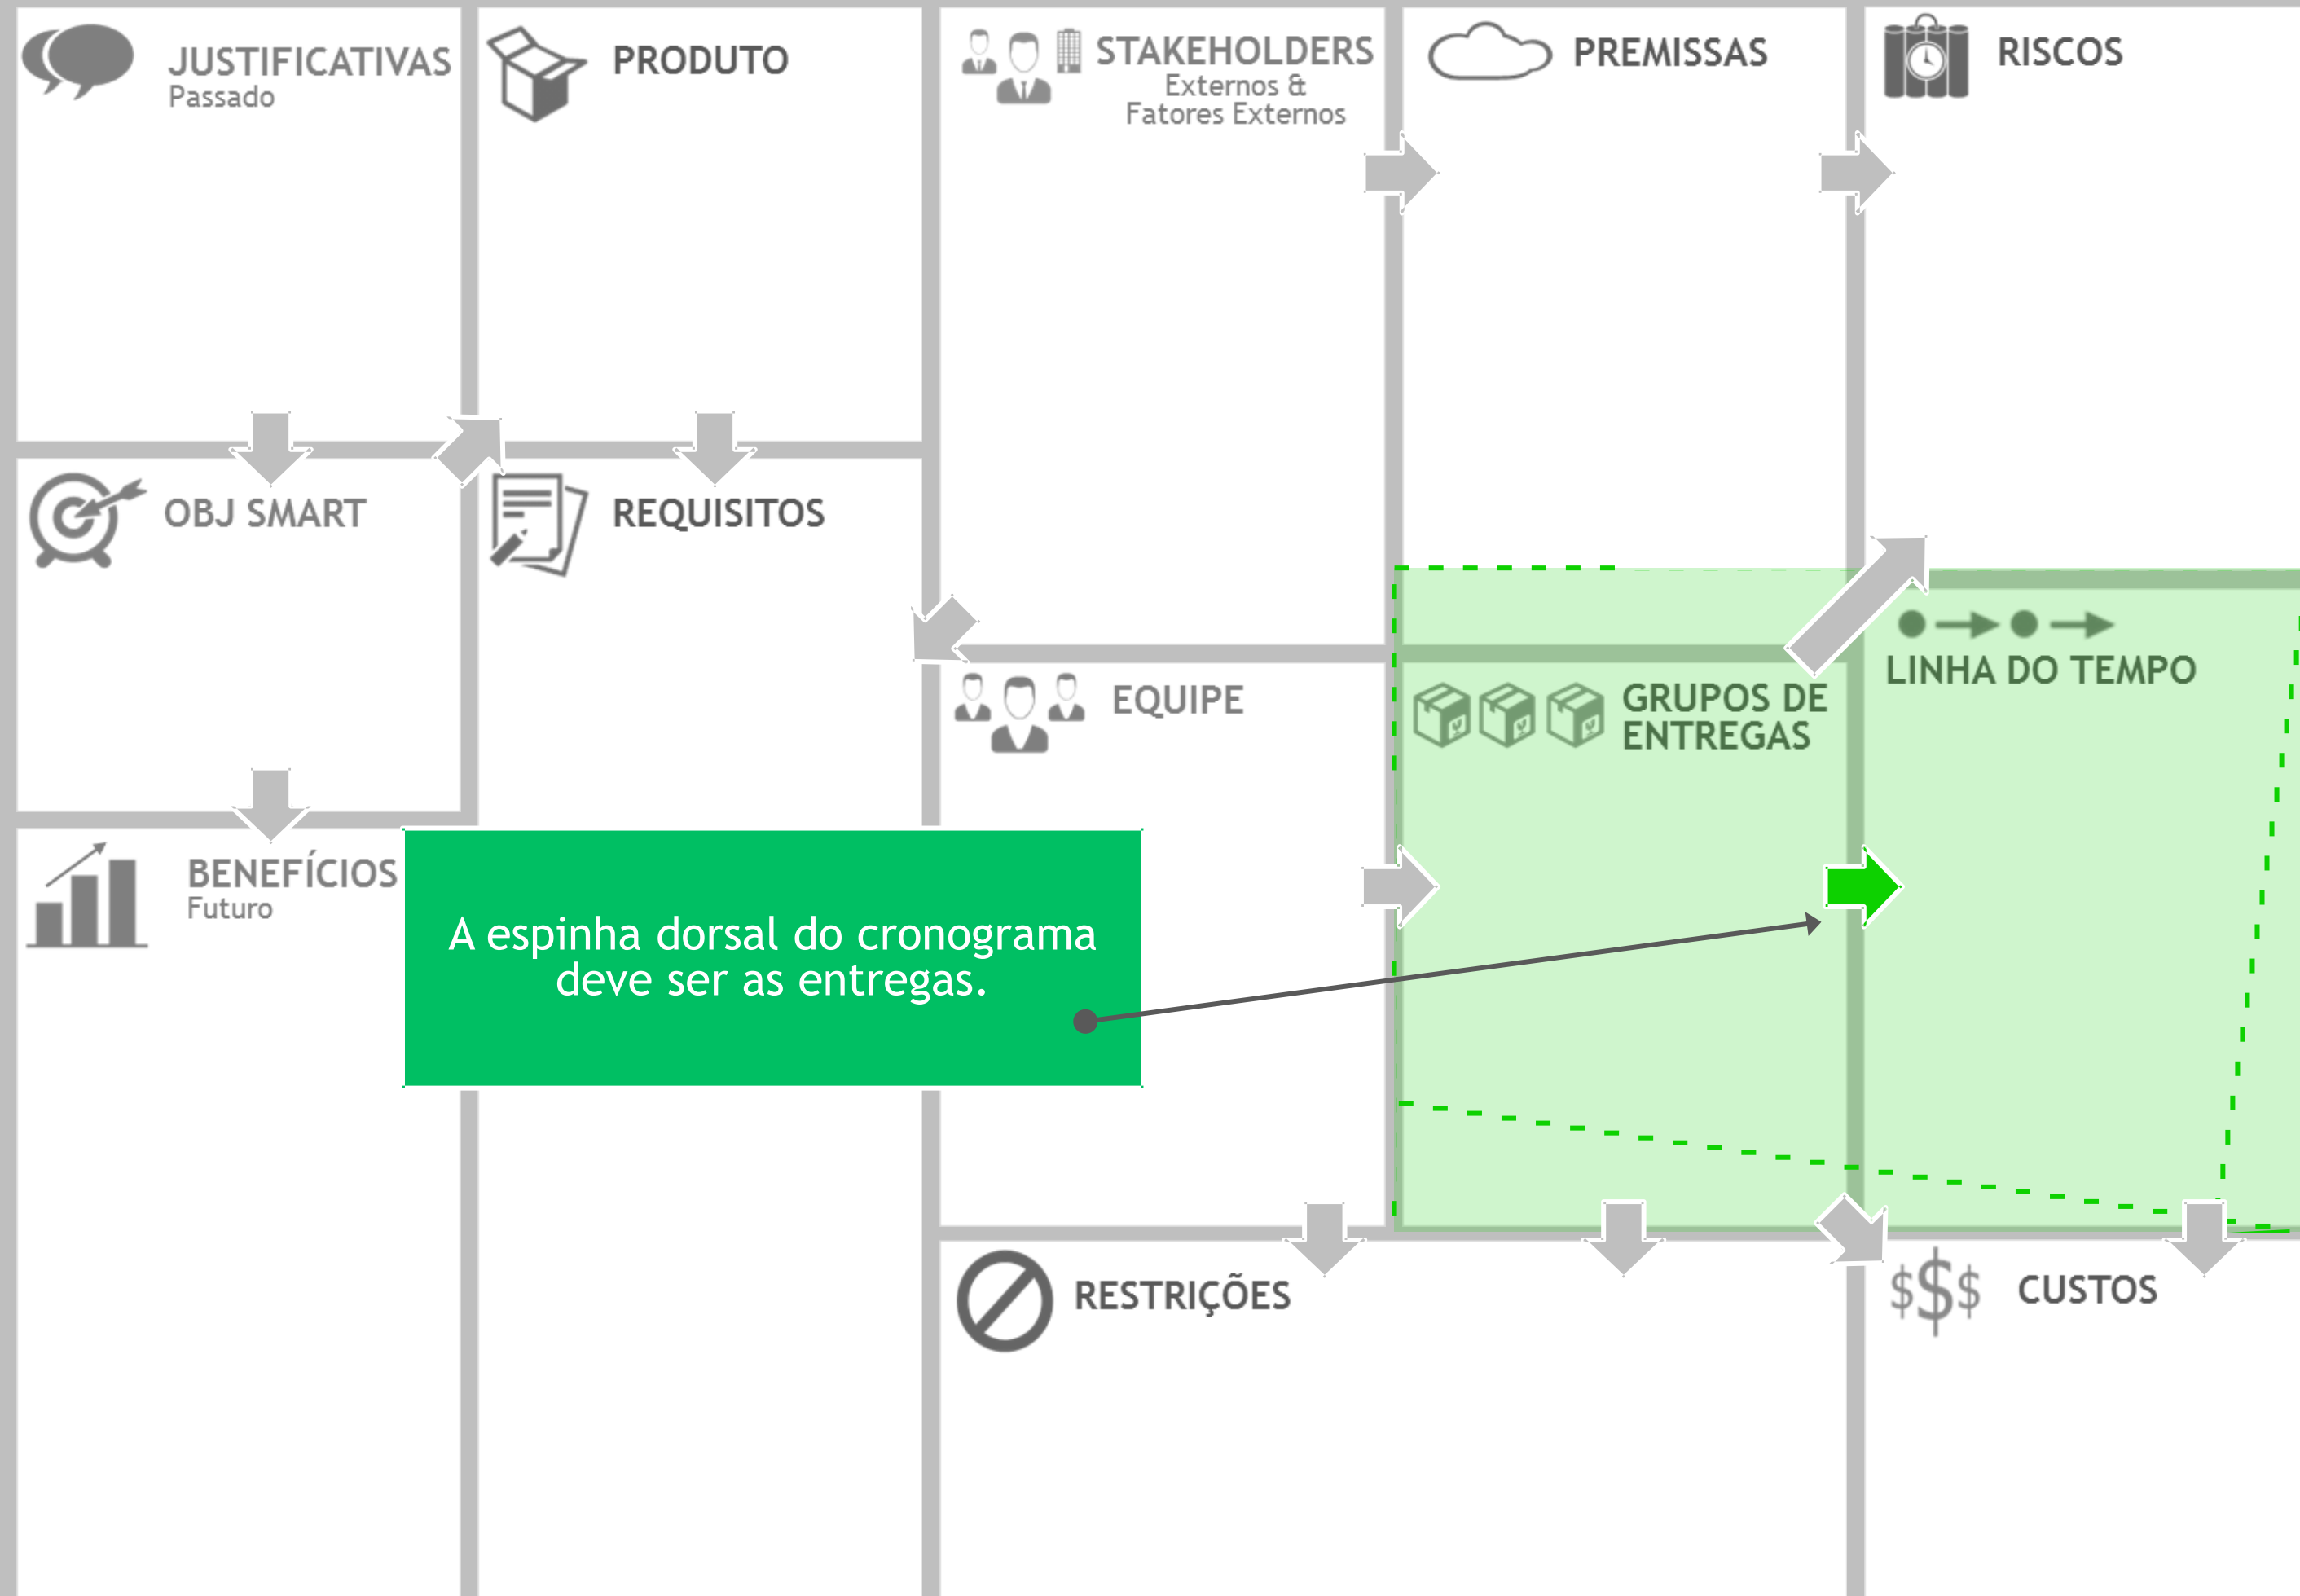 JUSTIFICATIVAS
Passado
PRODUTO
STAKEHOLDERS
Externos &
Fatores Externos
PREMISSAS
RISCOS
OBJ SMART
REQUISITOS
EQUIPE
GRUPOS DE
ENTREGAS
LINHA DO TEMPO
BENEFÍCIOS
Futuro
A espinha dorsal do cronograma
deve ser as entregas.
RESTRIÇÕES
$$$
CUSTOS